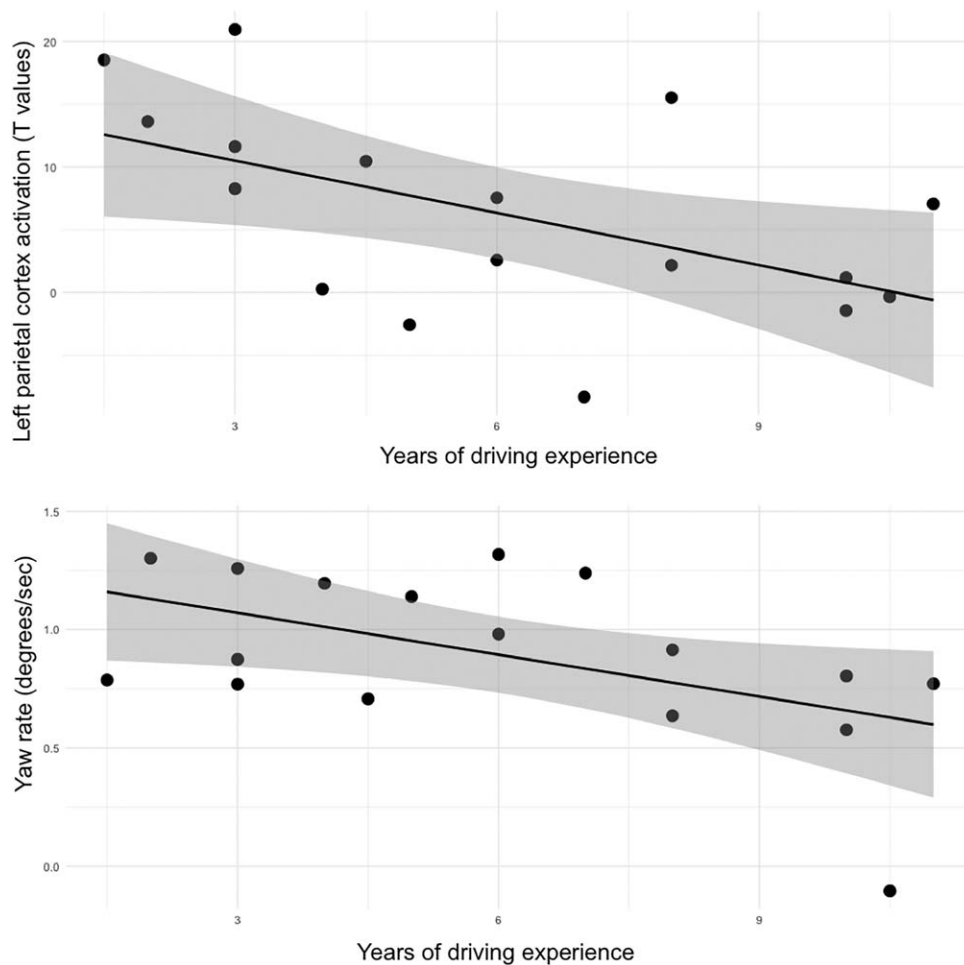 Left parietal cortex activation (T values)
20
10
0
3 6 9
Years of driving experience
Yaw rate (degrees/sec)
1.5
1.0
0.5
0.0
3 6 9
Years of driving experience